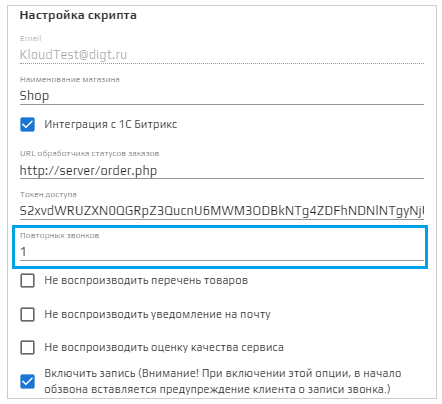 Настройка скрипта
Email
KloudTest@digt.ru
Наименование магазина
Shop
Интеграция с 1С Битрикс
URL обработчика статусов заказов
http://server/order.php
Токен доступа
S2xvdWRUZXN0QGRpZ3QucnU6MWM3ODBkNTg4ZDFhNDNlNTgyNjU
Повторных звонков
1
Не воспроизводить перечень товаров
Не воспроизводить уведомление на почту
Не воспроизводить оценку качества сервиса
Включить запись (Внимание! При включении этой опции, в начало
обзвона вставляется предупреждение клиента о записи звонка.)